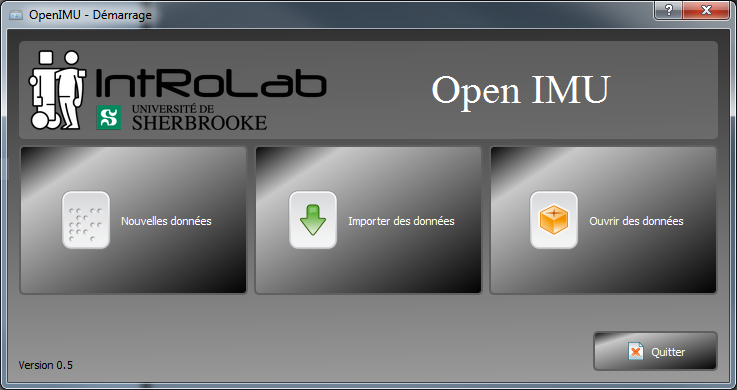 OpenIMU - Démarrage
IntRoLab
UNIVERSITÉ DE
SHERBROOKE
Open IMU
Nouvelles données
Importer des données
Ouvrir des données
Quitter
Version 0.5